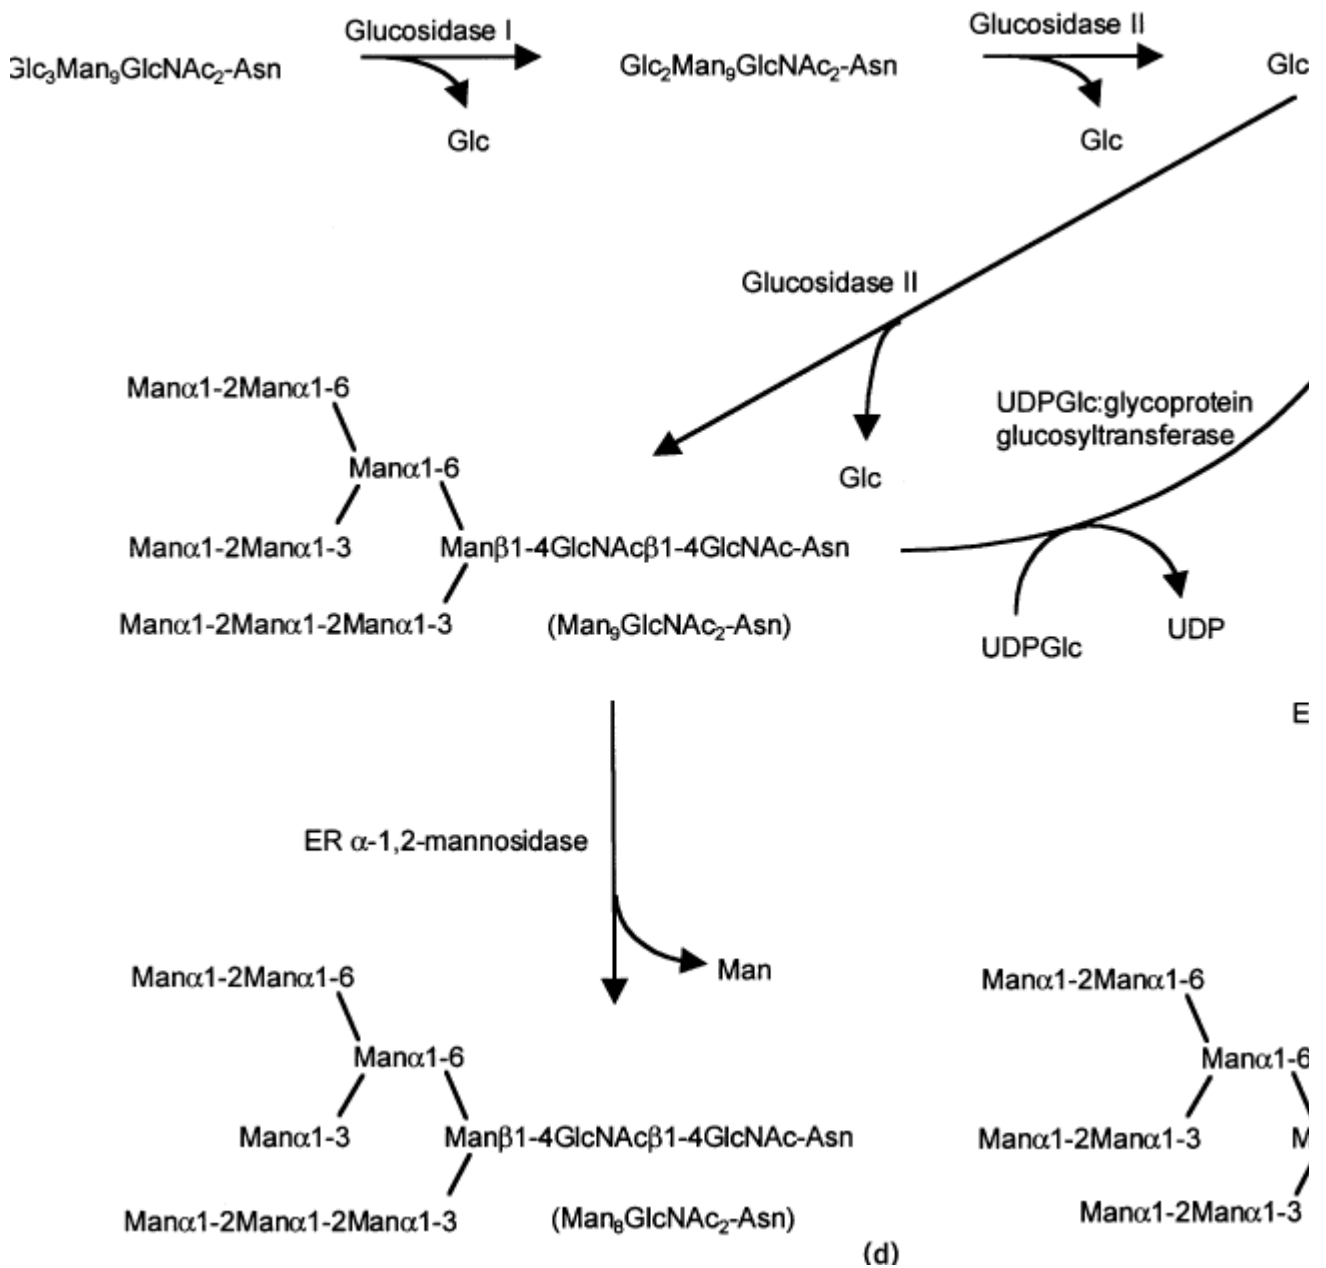 Glucosidase I
Glucosidase II
Glc₃Man₉GlcNAc₂-Asn
Glc₂Man₉GlcNAc₂-Asn
Glc
Glc
Glc
Glucosidase II
Manα1-2Manα1-6
UDPGlc:glycoprotein
glucosyltransferase
Manα1-6
Glc
Manα1-2Manα1-3
Manβ1-4GlcNAcβ1-4GlcNAc-Asn
Manα1-2Manα1-2Manα1-3
(Man₉GlcNAc₂-Asn)
UDPGlc
UDP
E
ER α-1,2-mannosidase
Man
Manα1-2Manα1-6
Manα1-2Manα1-6
Manα1-6
Manα1-6
Manα1-3
Manβ1-4GlcNAcβ1-4GlcNAc-Asn
Manα1-2Manα1-3
M
Manα1-2Manα1-2Manα1-3
(Man₈GlcNAc₂-Asn)
Manα1-2Manα1-3
(d)